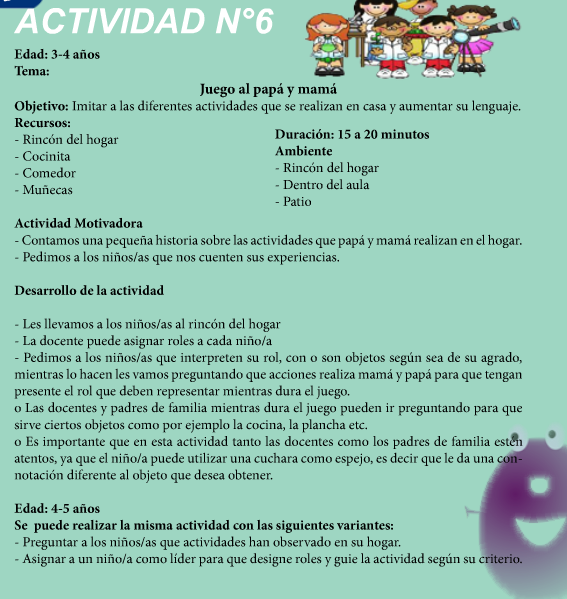 ACTIVIDAD N°6
Edad: 3-4 años
Tema:
Juego al papá y mamá
Objetivo: Imitar a las diferentes actividades que se realizan en casa y aumentar su lenguaje.
Recursos:
- Rincón del hogar
- Cocinita
- Comedor
- Muñecas
Duración: 15 a 20 minutos
Ambiente
- Rincón del hogar
- Dentro del aula
- Patio
Actividad Motivadora
- Contamos una pequeña historia sobre las actividades que papá y mamá realizan en el hogar.
- Pedimos a los niños/as que nos cuenten sus experiencias.
Desarrollo de la actividad
- Les llevamos a los niños/as al rincón del hogar
- La docente puede asignar roles a cada niño/a
- Pedimos a los niños/as que interpreten su rol, con o son objetos según sea de su agrado,
mientras lo hacen les vamos preguntando que acciones realiza mamá y papá para que tengan
presente el rol que deben representar mientras dura el juego.
o Las docentes y padres de familia mientras dura el juego pueden ir preguntando para que
sirve ciertos objetos como por ejemplo la cocina, la plancha etc.
o Es importante que en esta actividad tanto las docentes como los padres de familia estén
atentos, ya que el niño/a puede utilizar una cuchara como espejo, es decir que le da una con-
notación diferente al objeto que desea obtener.
Edad: 4-5 años
Se puede realizar la misma actividad con las siguientes variantes:
- Preguntar a los niños/as que actividades han observado en su hogar.
- Asignar a un niño/a como líder para que designe roles y guie la actividad según su criterio.